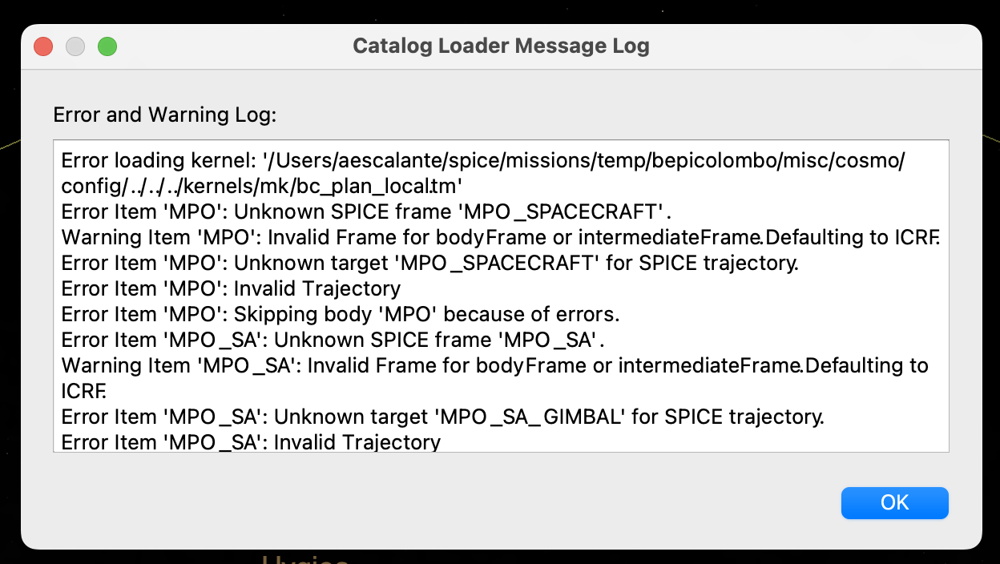 Catalog Loader Message Log
Error and Warning Log:
Error loading kernel: '/Users/aescalante/spice/missions/temp/bepicolombo/misc/cosmo/
config/../../../kernels/mk/bc_plan_local.tm'
Error Item 'MPO': Unknown SPICE frame 'MPO_SPACECRAFT'.
Warning Item 'MPO': Invalid Frame for bodyFrame or intermediateFrame.Defaulting to ICRF.
Error Item 'MPO': Unknown target 'MPO_SPACECRAFT' for SPICE trajectory.
Error Item 'MPO': Invalid Trajectory
Error Item 'MPO': Skipping body 'MPO' because of errors.
Error Item 'MPO_SA': Unknown SPICE frame 'MPO_SA'.
Warning Item 'MPO_SA': Invalid Frame for bodyFrame or intermediateFrame.Defaulting to
ICRF.
Error Item 'MPO_SA': Unknown target 'MPO_SA_GIMBAL' for SPICE trajectory.
Error Item 'MPO_SA': Invalid Trajectory
OK